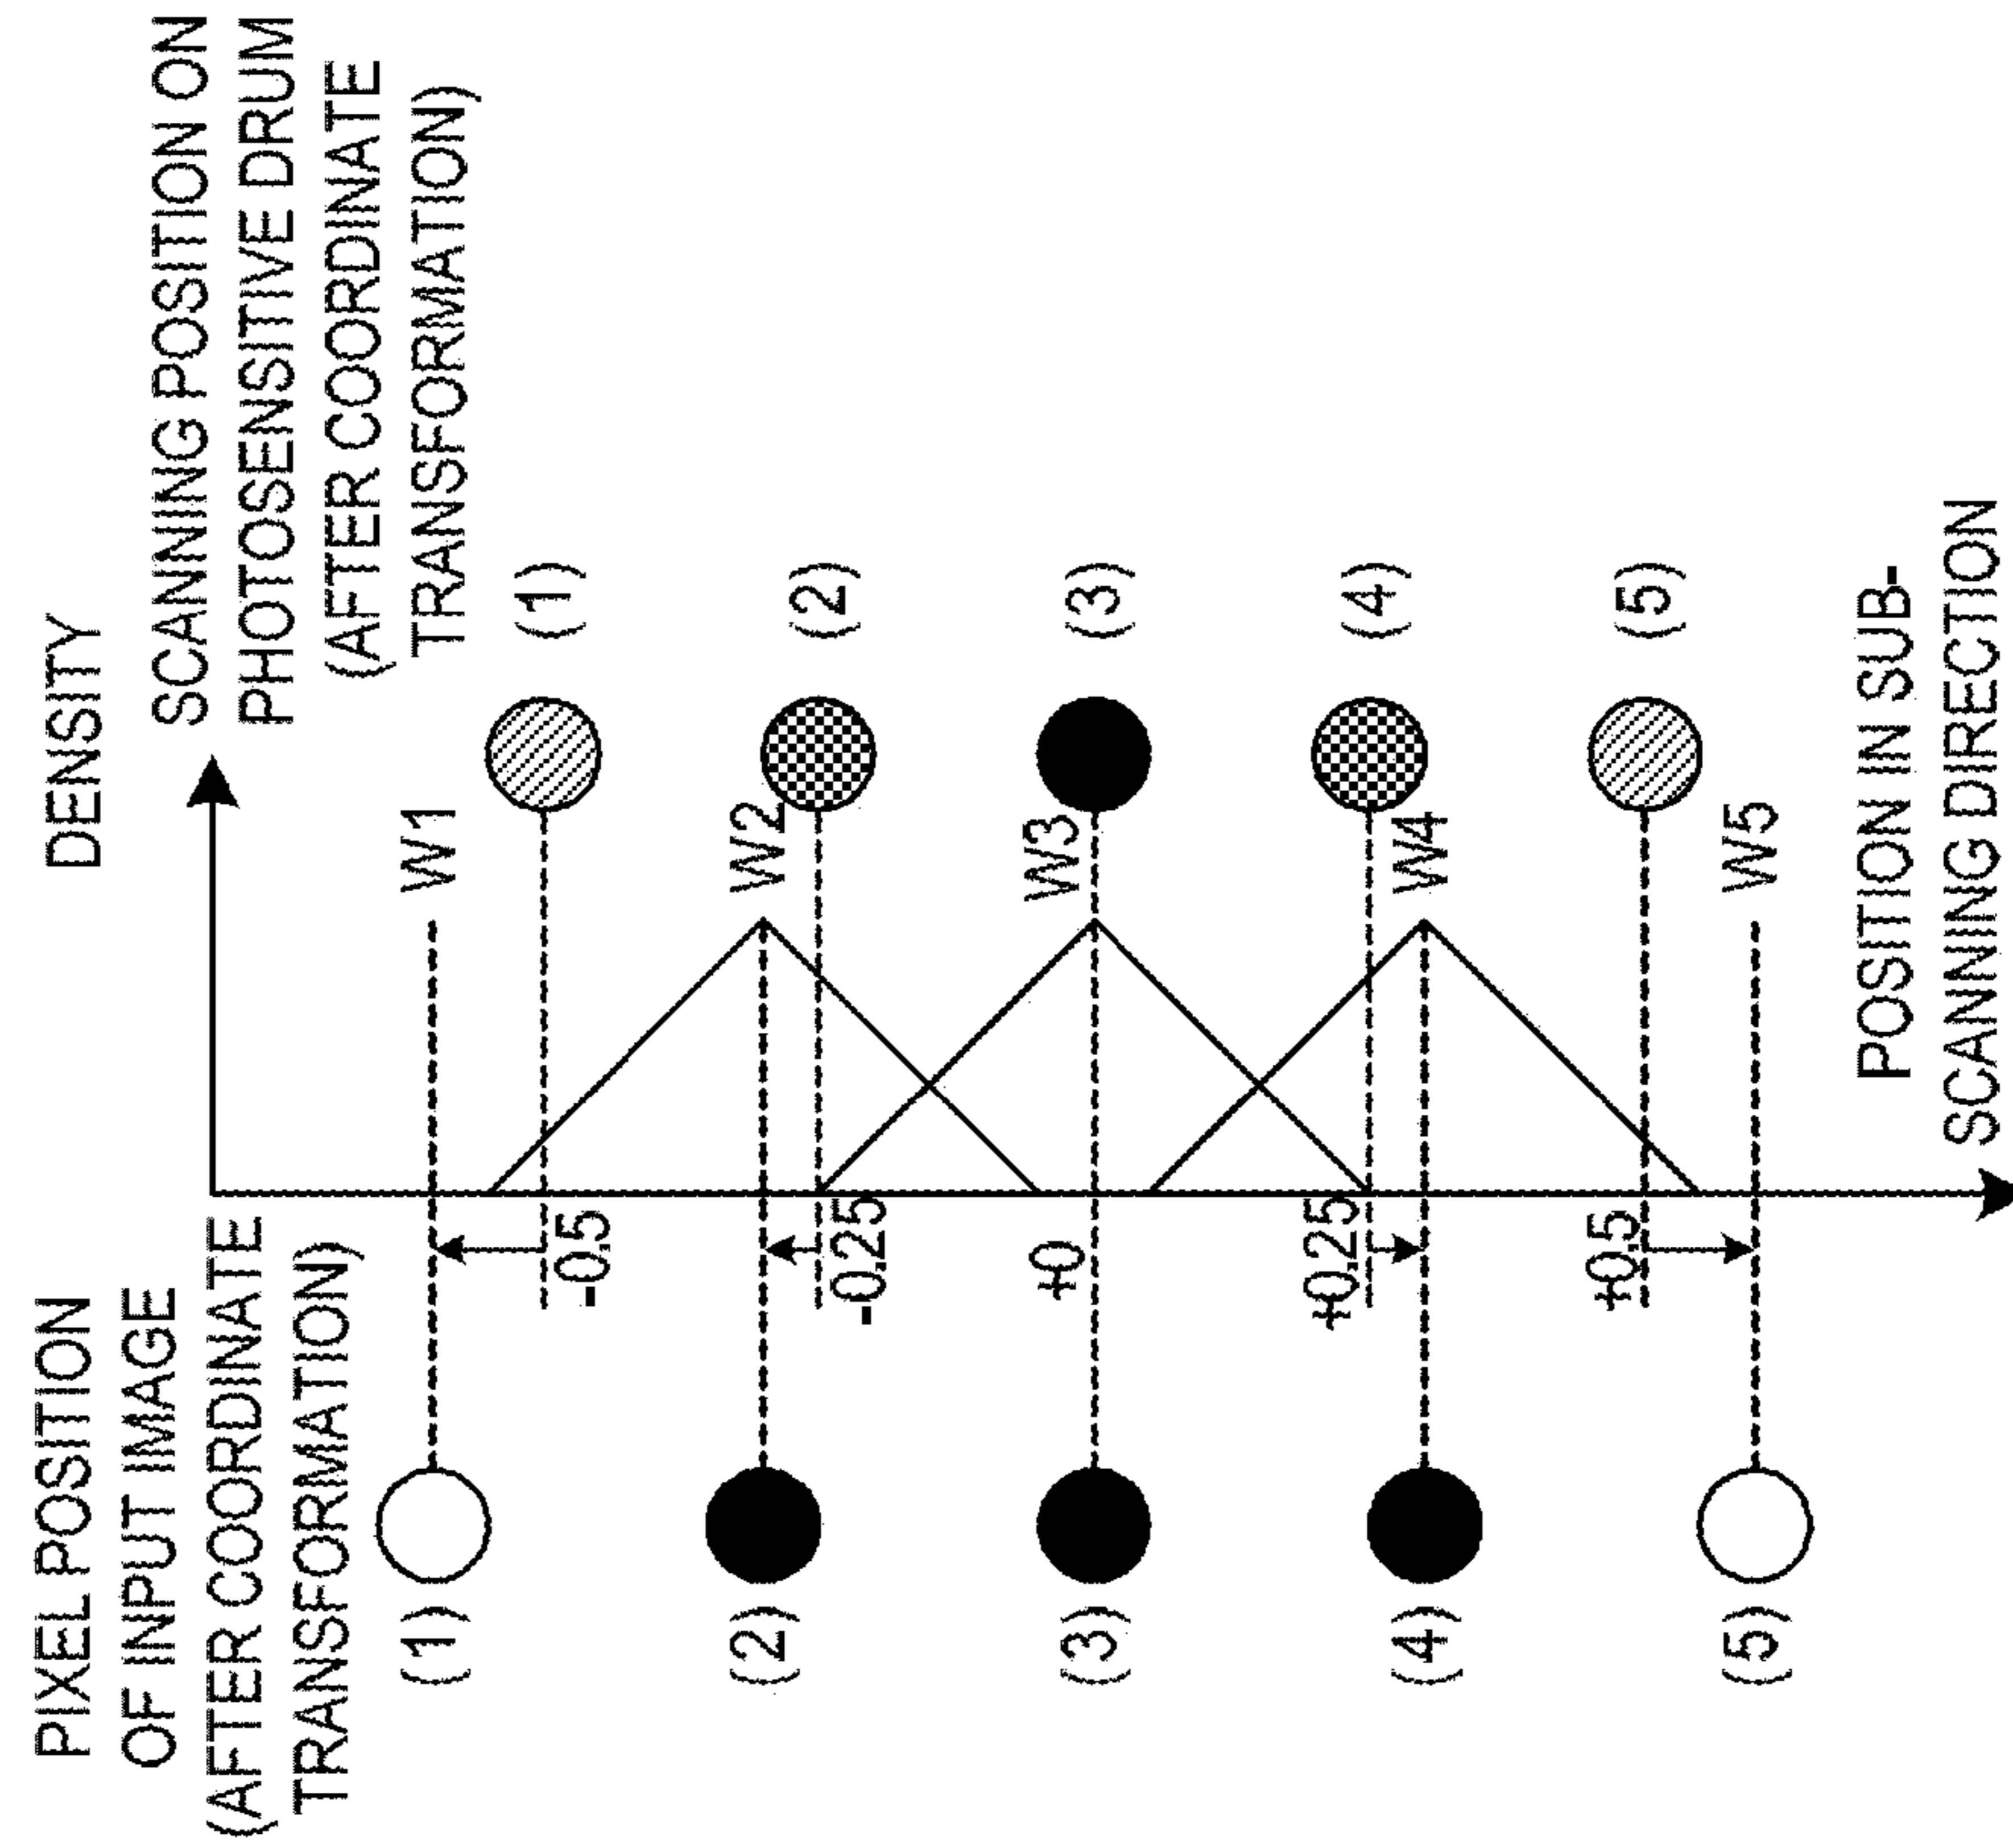 PIXEL POSITION
OF INPUT IMAGE
(AFTER COORDINATE
TRANSFORMATION)
DENSITY
SCANNING POSITION ON
PHOTOSENSITIVE DRUM
(AFTER COORDINATE
TRANSFORMATION)
(1)
W1
(1)
-0.5
(2)
W2
(2)
-0.25
(3)
+0
W3
(3)
+0.25
(4)
W4
(4)
+0.5
(5)
W5
(5)
POSITION IN SUB-
SCANNING DIRECTION